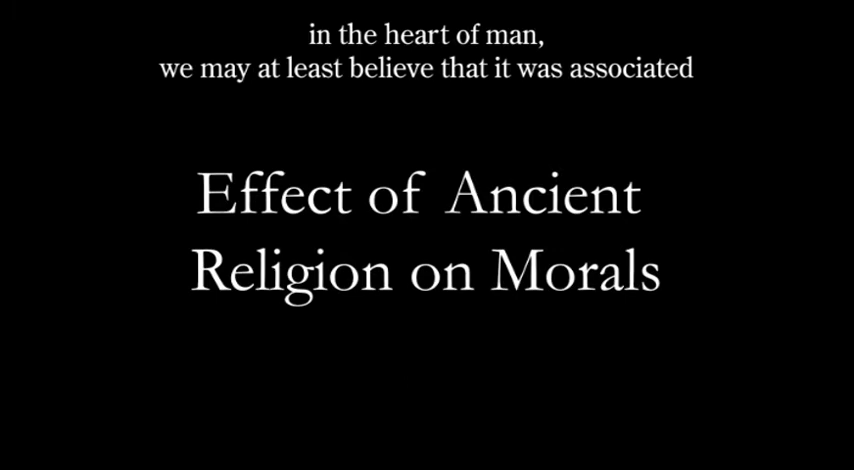 in the heart of man,
we may at least believe that it was associated
Effect of Ancient
Religion on Morals